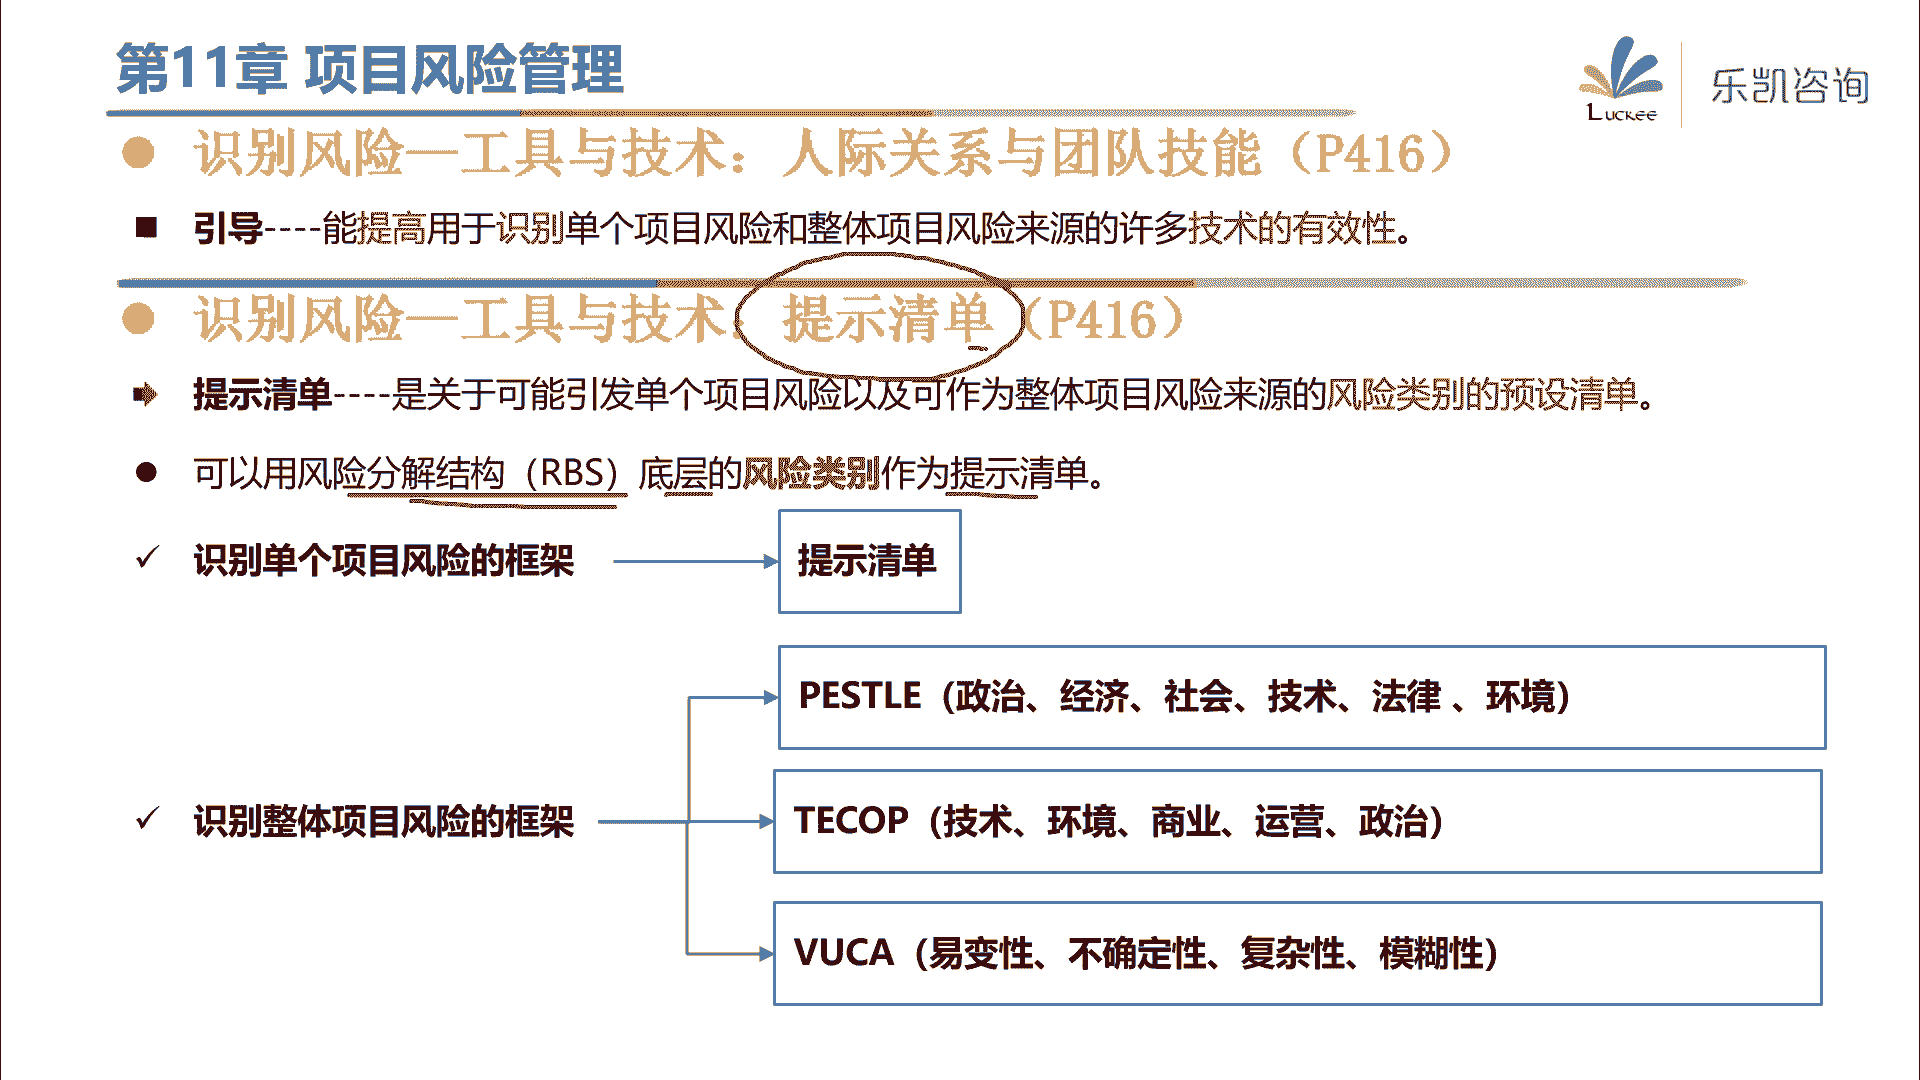 第11章 项目风险管理
Luckee 乐凯咨询
识别风险—工具与技术：人际关系与团队技能（P416）
引导----能提高用于识别单个项目风险和整体项目风险来源的许多技术的有效性。
识别风险—工具与技术：提示清单（P416）
提示清单----是关于可能引发单个项目风险以及可作为整体项目风险来源的风险类别的预设清单。
可以用风险分解结构（RBS）底层的风险类别作为提示清单。
识别单个项目风险的框架 提示清单
PESTLE（政治、经济、社会、技术、法律 、环境）
识别整体项目风险的框架 TECOP（技术、环境、商业、运营、政治）
VUCA（易变性、不确定性、复杂性、模糊性）